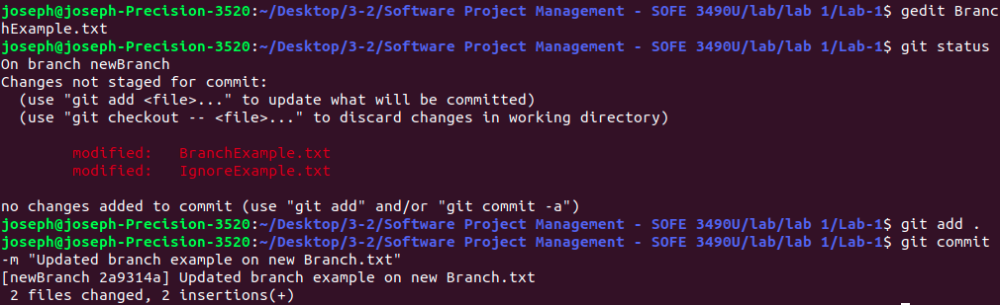 joseph@joseph-Precision-3520:~/Desktop/3-2/Software Project Management - SOFE 3490U/lab/lab 1/Lab-1$ gedit Branc
hExample.txt
joseph@joseph-Precision-3520:~/Desktop/3-2/Software Project Management - SOFE 3490U/lab/lab 1/Lab-1$ git status
On branch newBranch
Changes not staged for commit:
  (use "git add <file>..." to update what will be committed)
  (use "git checkout -- <file>..." to discard changes in working directory)

        modified:   BranchExample.txt
        modified:   IgnoreExample.txt

no changes added to commit (use "git add" and/or "git commit -a")
joseph@joseph-Precision-3520:~/Desktop/3-2/Software Project Management - SOFE 3490U/lab/lab 1/Lab-1$ git add .
joseph@joseph-Precision-3520:~/Desktop/3-2/Software Project Management - SOFE 3490U/lab/lab 1/Lab-1$ git commit
-m "Updated branch example on new Branch.txt"
[newBranch 2a9314a] Updated branch example on new Branch.txt
 2 files changed, 2 insertions(+)